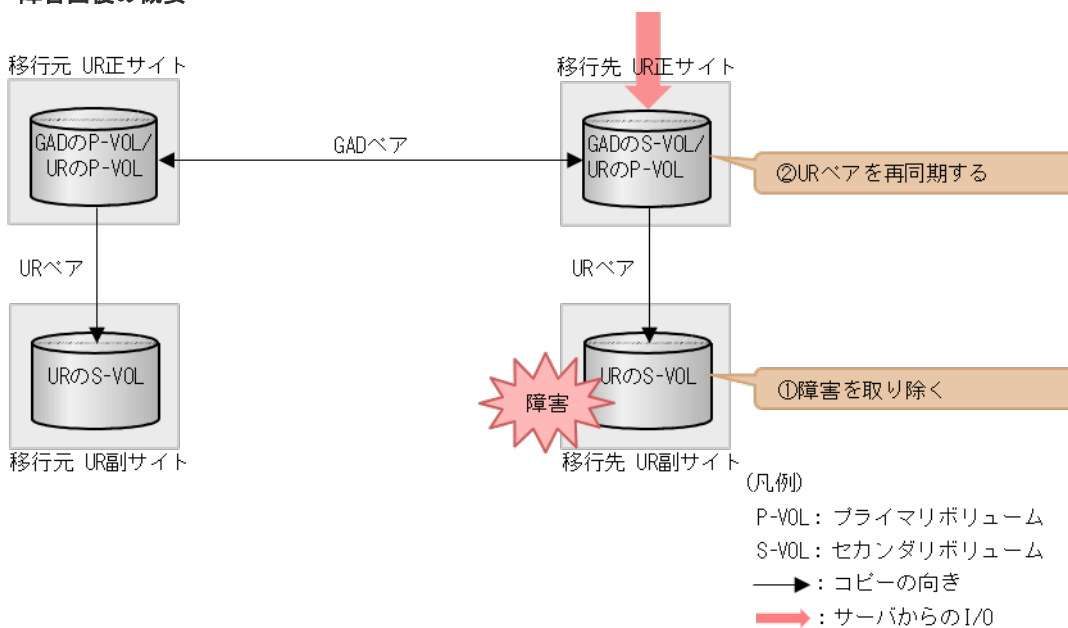 障害回復の概要
移行元 UR正サイト
移行先 UR正サイト
GADのP-VOL/
URのP-VOL
GADペア
GADのS-VOL/
URのP-VOL
②URペアを再同期する
URペア
URペア
URのS-VOL
URのS-VOL
障害
①障害を取り除く
移行元 UR副サイト
移行先 UR副サイト
(凡例)
P-VOL: プライマリボリューム
S-VOL: セカンダリボリューム
: コピーの向き
: サーバからのI/O